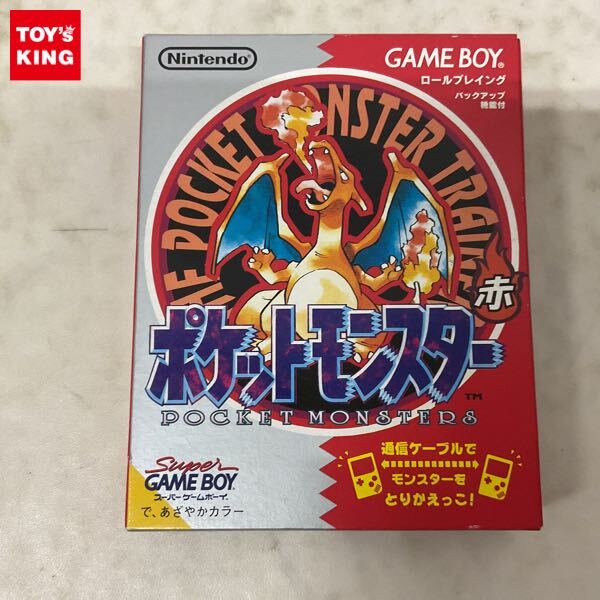 TOY'S
KING
Nintendo
GAME BOY
ロールプレイング
バックアップ
機能付
POCKET MONSTER
赤
ポケットモンスター
TM
POCKET MONSTERS
Super
GAME BOY
スーパーゲームボーイ
で、あざやかカラー
通信ケーブルで
モンスターを
とりかえっこ!